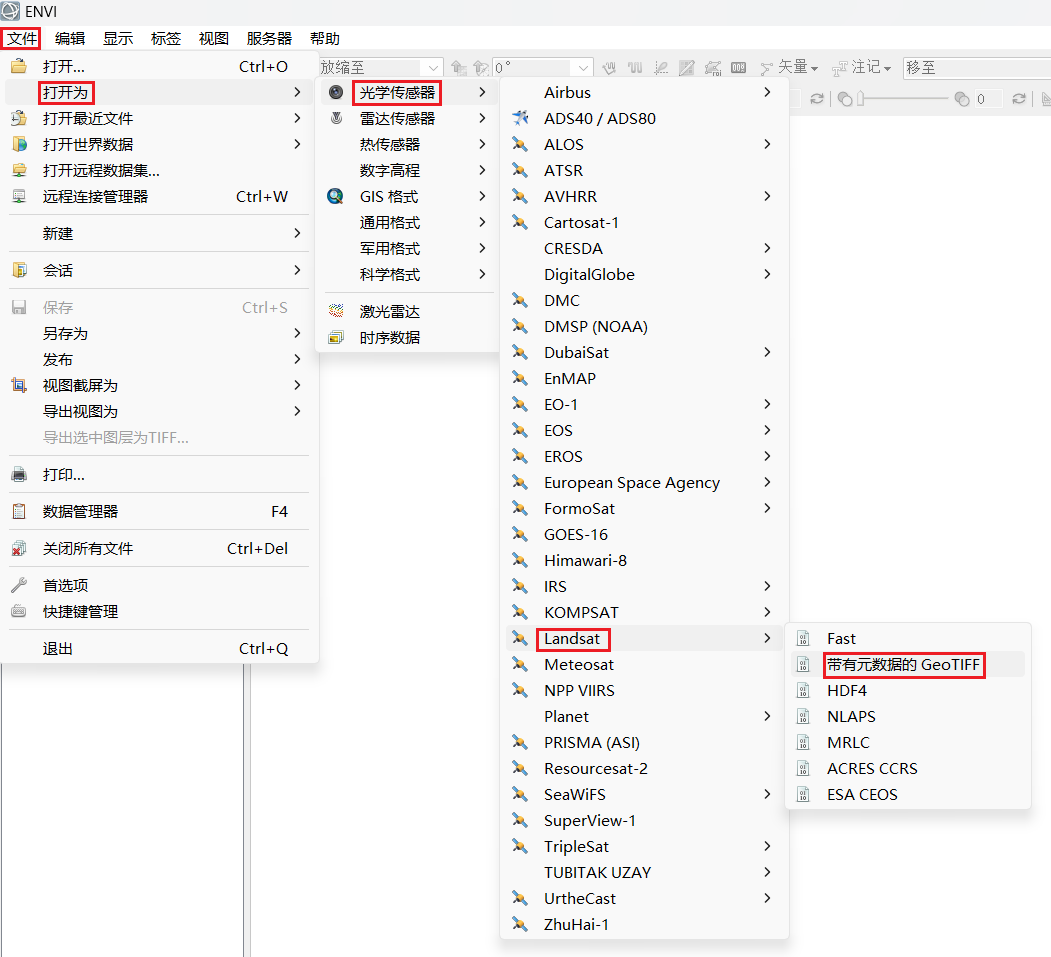 ENVI
文件 编辑 显示 标签 视图 服务器 帮助
打开... Ctrl+O
打开为
打开最近文件
打开世界数据
打开远程数据集...
远程连接管理器 Ctrl+W
新建
会话
保存 Ctrl+S
另存为
发布
视图截屏为
导出视图为
导出选中图层为TIFF...
打印...
数据管理器 F4
关闭所有文件 Ctrl+Del
首选项
快捷键管理
退出 Ctrl+Q
放缩至 0° 矢量 注记 移至
0
光学传感器
雷达传感器
热传感器
数字高程
GIS 格式
通用格式
军用格式
科学格式
激光雷达
时序数据
Airbus
ADS40 / ADS80
ALOS
ATSR
AVHRR
Cartosat-1
CRESDA
DigitalGlobe
DMC
DMSP (NOAA)
DubaiSat
EnMAP
EO-1
EOS
EROS
European Space Agency
FormoSat
GOES-16
Himawari-8
IRS
KOMPSAT
Landsat
Meteosat
NPP VIIRS
Planet
PRISMA (ASI)
Resourcesat-2
SeaWiFS
SuperView-1
TripleSat
TUBITAK UZAY
UrtheCast
ZhuHai-1
Fast
带有元数据的 GeoTIFF
HDF4
NLAPS
MRLC
ACRES CCRS
ESA CEOS